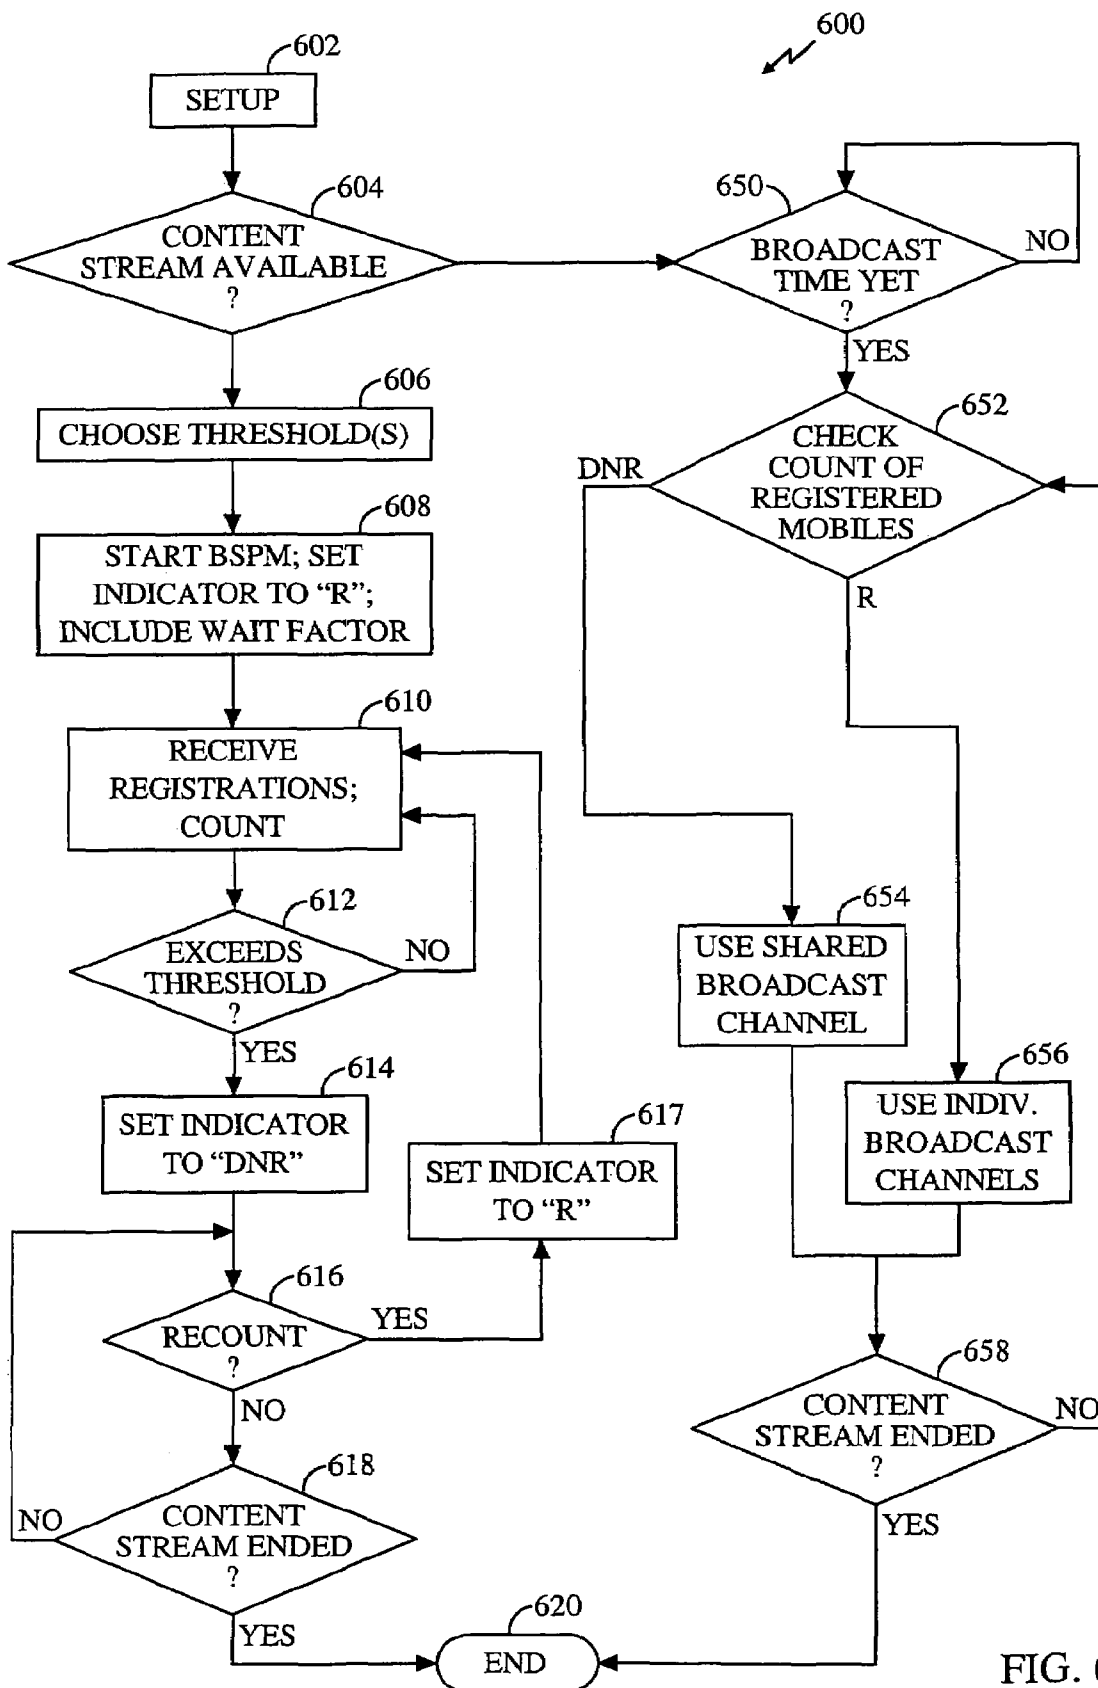 600
602
SETUP
604
CONTENT
STREAM AVAILABLE
?
606
CHOOSE THRESHOLD(S)
608
START BSPM; SET
INDICATOR TO “R”;
INCLUDE WAIT FACTOR
610
RECEIVE
REGISTRATIONS;
COUNT
612
EXCEEDS
THRESHOLD
?
NO
YES
614
SET INDICATOR
TO “DNR”
616
RECOUNT
?
YES
NO
617
SET INDICATOR
TO “R”
618
CONTENT
STREAM ENDED
?
NO
YES
620
END
650
BROADCAST
TIME YET
?
NO
YES
652
CHECK
COUNT OF
REGISTERED
MOBILES
DNR
R
654
USE SHARED
BROADCAST
CHANNEL
656
USE INDIV.
BROADCAST
CHANNELS
658
CONTENT
STREAM ENDED
?
NO
YES
FIG.